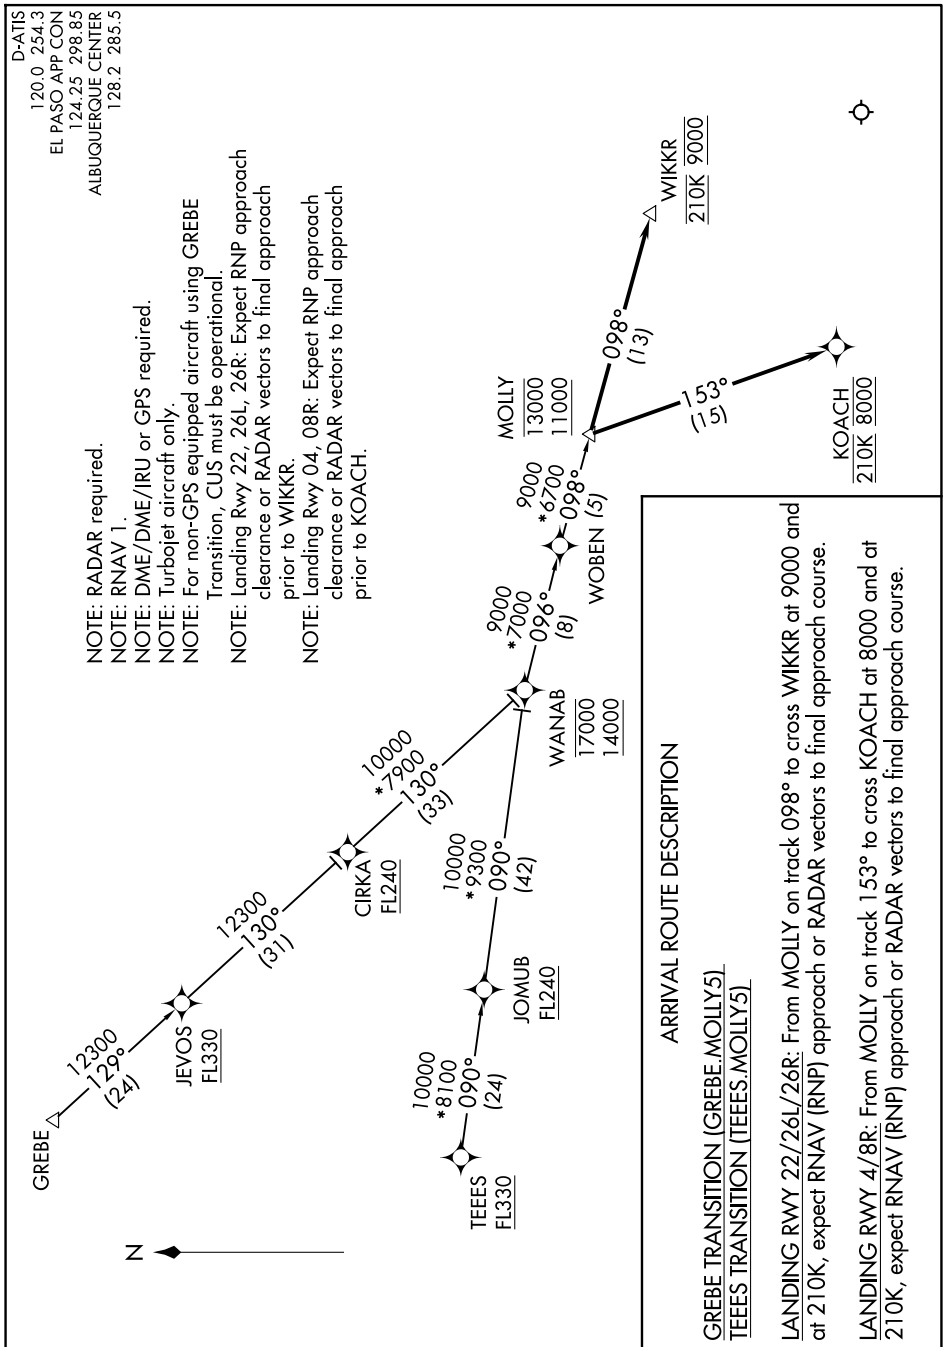 D-ATIS
120.0 254.3
EL PASO APP CON
124.25 298.85
ALBUQUERQUE CENTER
128.2 285.5
NOTE: RADAR required.
NOTE: RNAV 1.
NOTE: DME/DME/IRU or GPS required.
NOTE: Turbojet aircraft only.
NOTE: For non-GPS equipped aircraft using GREBE
Transition, CUS must be operational.
NOTE: Landing Rwy 22, 26L, 26R: Expect RNP approach
clearance or RADAR vectors to final approach
prior to WIKKR.
NOTE: Landing Rwy 04, 08R: Expect RNP approach
clearance or RADAR vectors to final approach
prior to KOACH.
N
GREBE
12300
129°
(24)
JEVOS
FL330
12300
130°
(31)
CIRKA
FL240
10000
*7900
130°
(33)
TEEES
FL330
10000
*8100
090°
(24)
JOMUB
FL240
10000
*9300
090°
(42)
WANAB
17000
14000
9000
*7000
096°
(8)
WOBEN
9000
*6700
098°
(5)
MOLLY
13000
11000
098°
(13)
WIKKR
210K 9000
153°
(15)
KOACH
210K 8000
ARRIVAL ROUTE DESCRIPTION
GREBE TRANSITION (GREBE.MOLLY5)
TEEES TRANSITION (TEEES.MOLLY5)
LANDING RWY 22/26L/26R: From MOLLY on track 098° to cross WIKKR at 9000 and
at 210K, expect RNAV (RNP) approach or RADAR vectors to final approach course.
LANDING RWY 4/8R: From MOLLY on track 153° to cross KOACH at 8000 and at
210K, expect RNAV (RNP) approach or RADAR vectors to final approach course.